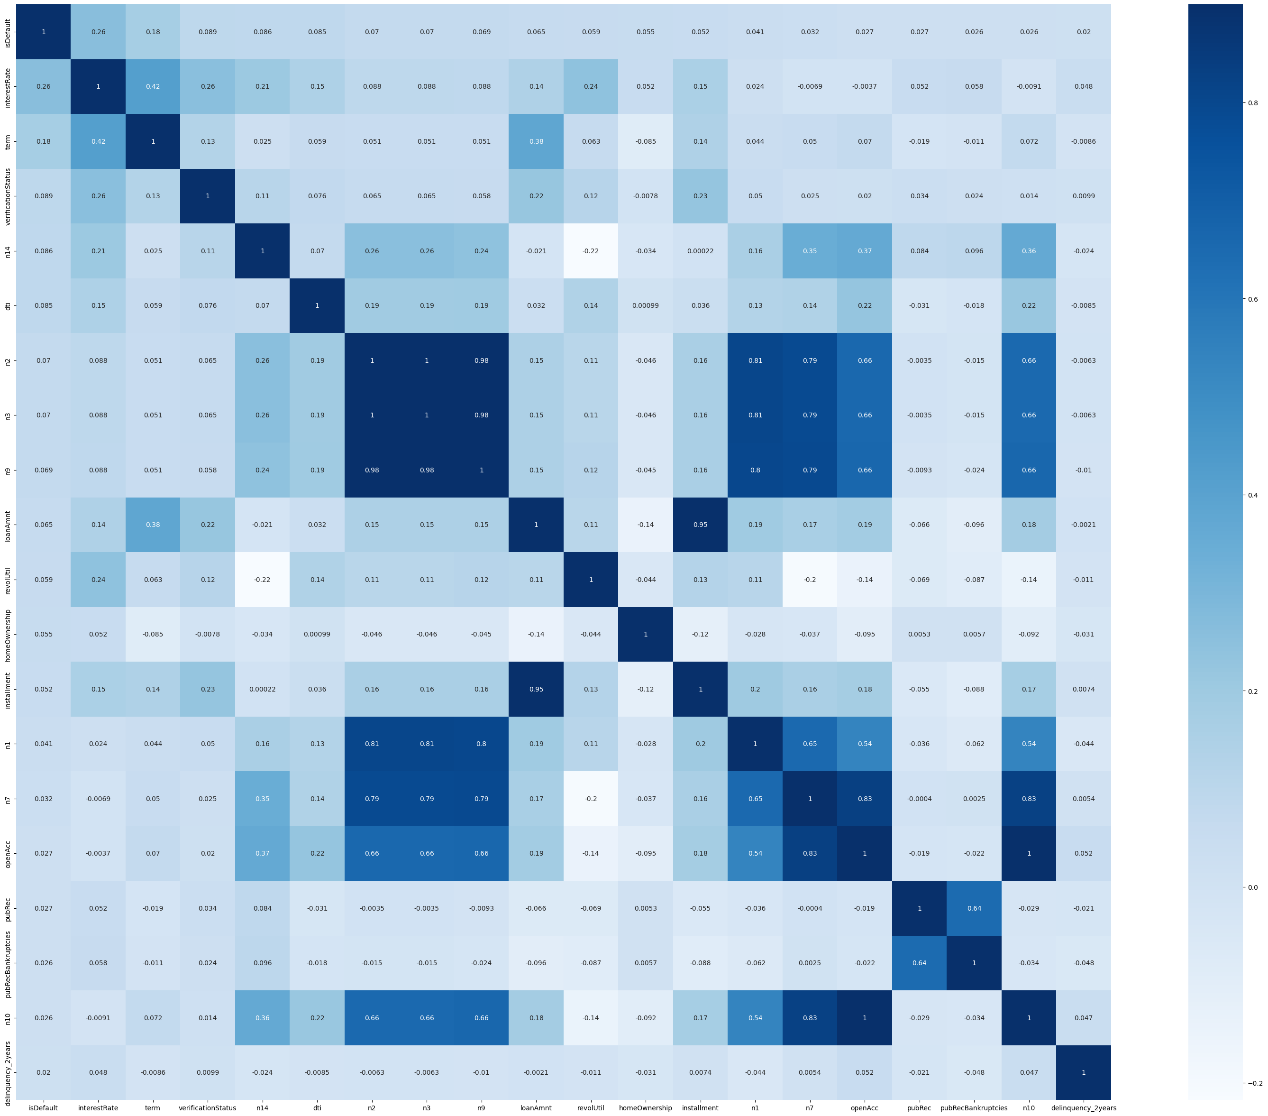 isDefault 1 0.26 0.18 0.089 0.086 0.085 0.07 0.07 0.069 0.065 0.059 0.055 0.052 0.041 0.032 0.027 0.027 0.026 0.026 0.02
interestRate 0.26 1 0.42 0.26 0.21 0.15 0.088 0.088 0.088 0.14 0.24 0.052 0.15 0.024 -0.0069 -0.0037 0.052 0.058 -0.0091 0.048
0.8
term 0.18 0.42 1 0.13 0.025 0.059 0.051 0.051 0.051 0.38 0.063 -0.085 0.14 0.044 0.05 0.07 -0.019 -0.011 0.072 -0.0086
verificationStatus 0.089 0.26 0.13 1 0.11 0.076 0.065 0.065 0.058 0.22 0.12 -0.0078 0.23 0.05 0.025 0.02 0.034 0.024 0.014 0.0099
n14 0.086 0.21 0.025 0.11 1 0.07 0.26 0.26 0.24 -0.021 -0.22 -0.034 0.00022 0.16 0.35 0.37 0.084 0.096 0.36 -0.024
0.6
dti 0.085 0.15 0.059 0.076 0.07 1 0.19 0.19 0.19 0.032 0.14 0.00099 0.036 0.13 0.14 0.22 -0.031 -0.018 0.22 -0.0085
n2 0.07 0.088 0.051 0.065 0.26 0.19 1 1 0.98 0.15 0.11 -0.046 0.16 0.81 0.79 0.66 -0.0035 -0.015 0.66 -0.0063
n3 0.07 0.088 0.051 0.065 0.26 0.19 1 1 0.98 0.15 0.11 -0.046 0.16 0.81 0.79 0.66 -0.0035 -0.015 0.66 -0.0063
n9 0.069 0.088 0.051 0.058 0.24 0.19 0.98 0.98 1 0.15 0.12 -0.045 0.16 0.8 0.79 0.66 -0.0093 -0.024 0.66 -0.01
0.4
loanAmnt 0.065 0.14 0.38 0.22 -0.021 0.032 0.15 0.15 0.15 1 0.11 -0.14 0.95 0.19 0.17 0.19 -0.066 -0.096 0.18 -0.0021
revolUtil 0.059 0.24 0.063 0.12 -0.22 0.14 0.11 0.11 0.12 0.11 1 -0.044 0.13 0.11 -0.2 -0.14 -0.069 -0.087 -0.14 -0.011
homeOwnership 0.055 0.052 -0.085 -0.0078 -0.034 0.00099 -0.046 -0.046 -0.045 -0.14 -0.044 1 -0.12 -0.028 -0.037 -0.095 0.0053 0.0057 -0.092 -0.031
installment 0.052 0.15 0.14 0.23 0.00022 0.036 0.16 0.16 0.16 0.95 0.13 -0.12 1 0.2 0.16 0.18 -0.055 -0.088 0.17 0.0074
0.2
n1 0.041 0.024 0.044 0.05 0.16 0.13 0.81 0.81 0.8 0.19 0.11 -0.028 0.2 1 0.65 0.54 -0.036 -0.062 0.54 -0.044
n7 0.032 -0.0069 0.05 0.025 0.35 0.14 0.79 0.79 0.79 0.17 -0.2 -0.037 0.16 0.65 1 0.83 -0.0004 0.0025 0.83 0.0054
openAcc 0.027 -0.0037 0.07 0.02 0.37 0.22 0.66 0.66 0.66 0.19 -0.14 -0.095 0.18 0.54 0.83 1 -0.019 -0.022 1 0.052
0.0
pubRec 0.027 0.052 -0.019 0.034 0.084 -0.031 -0.0035 -0.0035 -0.0093 -0.066 -0.069 0.0053 -0.055 -0.036 -0.0004 -0.019 1 0.64 -0.029 -0.021
pubRecBankruptcies 0.026 0.058 -0.011 0.024 0.096 -0.018 -0.015 -0.015 -0.024 -0.096 -0.087 0.0057 -0.088 -0.062 0.0025 -0.022 0.64 1 -0.034 -0.048
n10 0.026 -0.0091 0.072 0.014 0.36 0.22 0.66 0.66 0.66 0.18 -0.14 -0.092 0.17 0.54 0.83 1 -0.029 -0.034 1 0.047
delinquency_2years 0.02 0.048 -0.0086 0.0099 -0.024 -0.0085 -0.0063 -0.0063 -0.01 -0.0021 -0.011 -0.031 0.0074 -0.044 0.0054 0.052 -0.021 -0.048 0.047 1
−0.2
isDefault interestRate term verificationStatus n14 dti n2 n3 n9 loanAmnt revolUtil homeOwnership installment n1 n7 openAcc pubRec pubRecBankruptcies n10 delinquency_2years